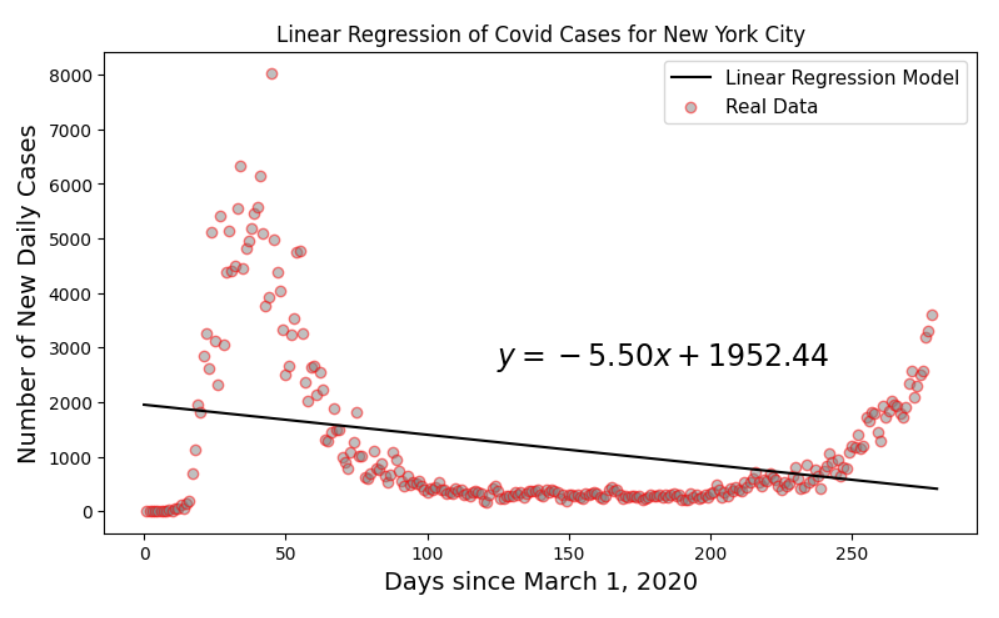 Linear Regression of Covid Cases for New York City
Linear Regression Model
Real Data
8000
7000
6000
5000
4000
3000
2000
1000
0
Number of New Daily Cases
y = −5.50x + 1952.44
0 50 100 150 200 250
Days since March 1, 2020